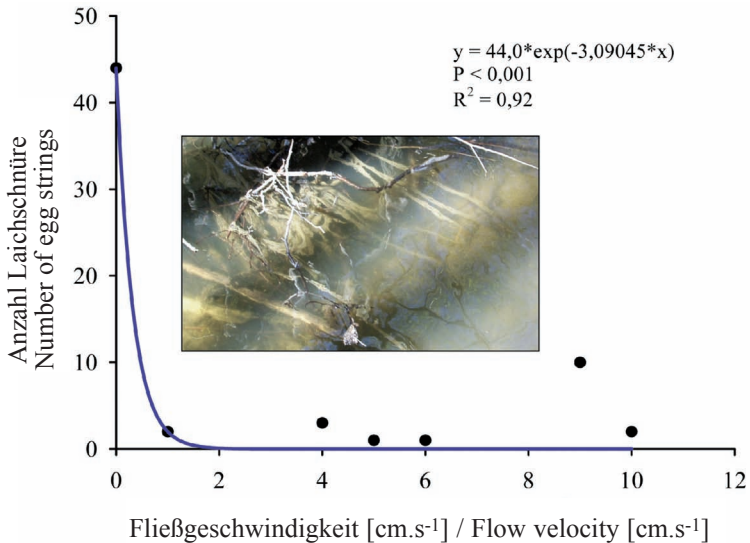 50
40
30
20
10
0
Anzahl Laichschnüre
Number of egg strings
y = 44,0*exp(-3,09045*x)
P < 0,001
R² = 0,92
0 2 4 6 8 10 12
Fließgeschwindigkeit [cm.s⁻¹] / Flow velocity [cm.s⁻¹]